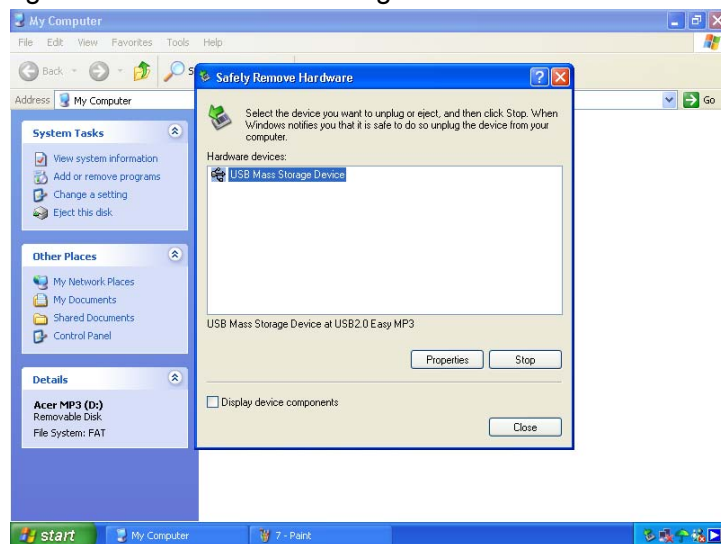 My Computer
File Edit View Favorites Tools Help
Back
Address My Computer
Go
System Tasks
View system information
Add or remove programs
Change a setting
Eject this disk
Other Places
My Network Places
My Documents
Shared Documents
Control Panel
Details
Acer MP3 (D:)
Removable Disk
File System: FAT
Safely Remove Hardware
Select the device you want to unplug or eject, and then click Stop. When
Windows notifies you that it is safe to do so unplug the device from your
computer.
Hardware devices:
USB Mass Storage Device
USB Mass Storage Device at USB2.0 Easy MP3
Properties Stop
Display device components
Close
start My Computer 7 - Paint